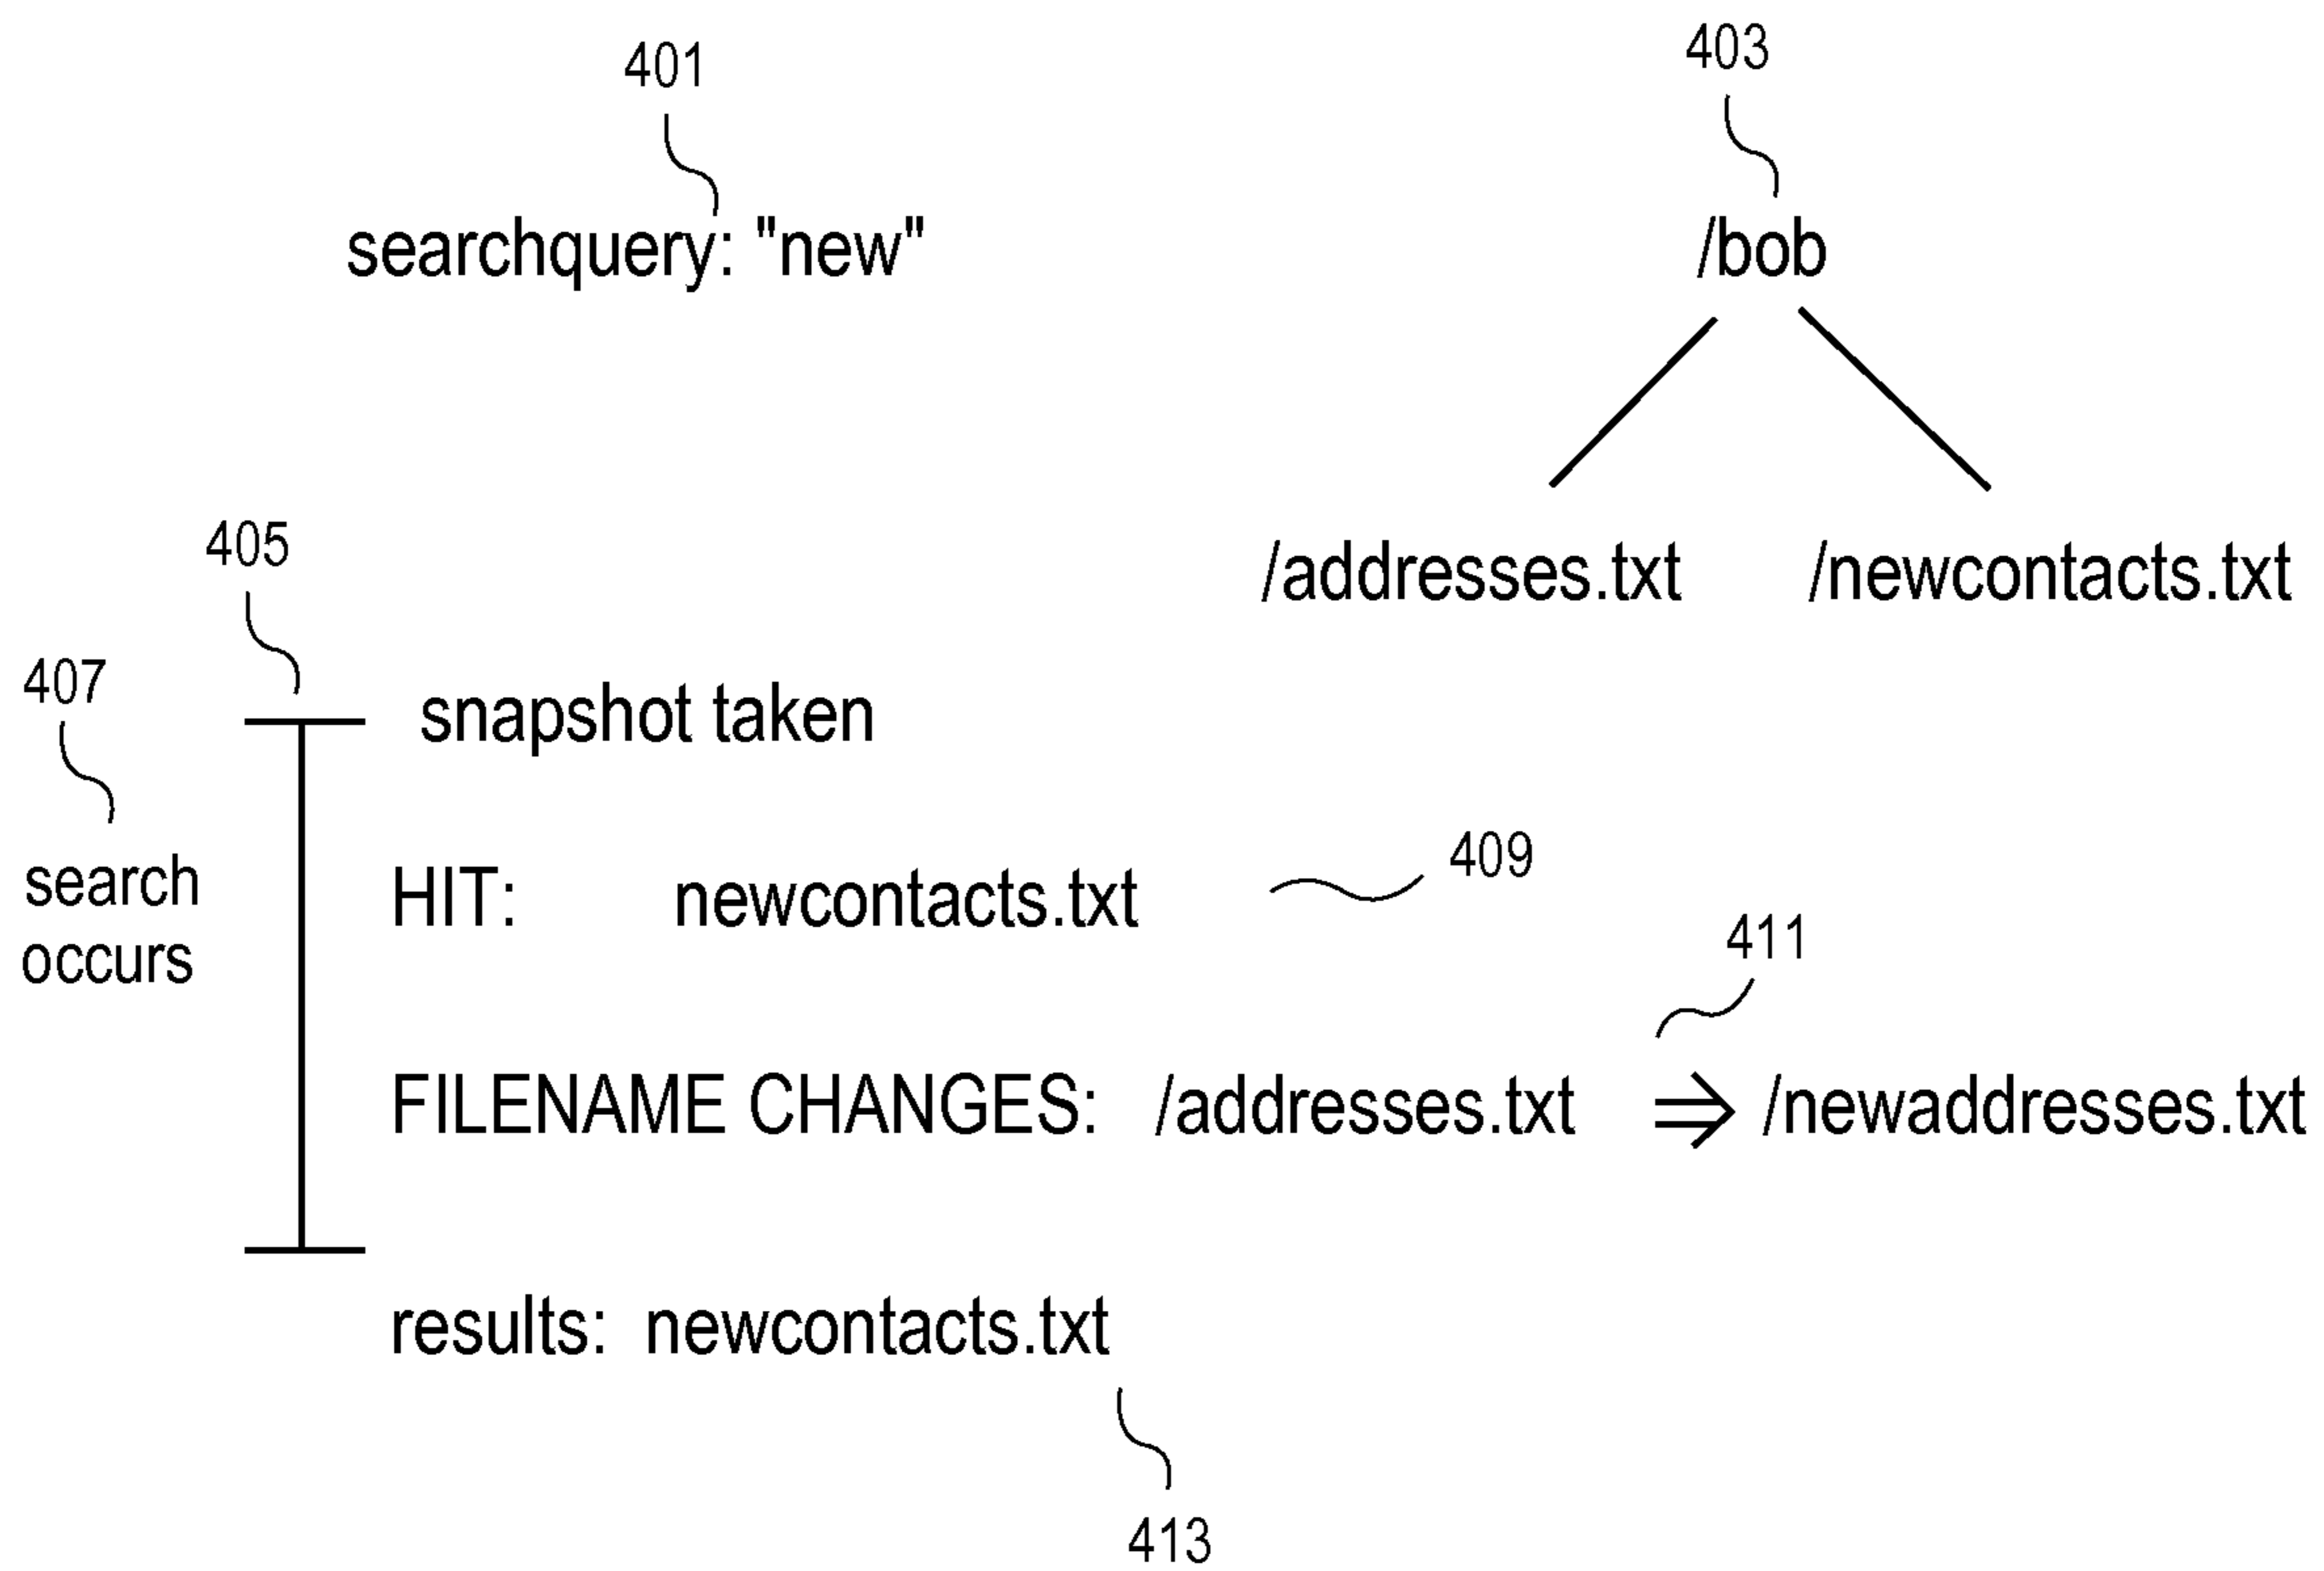 401
403
searchquery: "new"
/bob
/addresses.txt /newcontacts.txt
405
407
snapshot taken
search
occurs
HIT: newcontacts.txt
409
411
FILENAME CHANGES: /addresses.txt ⇒ /newaddresses.txt
results: newcontacts.txt
413